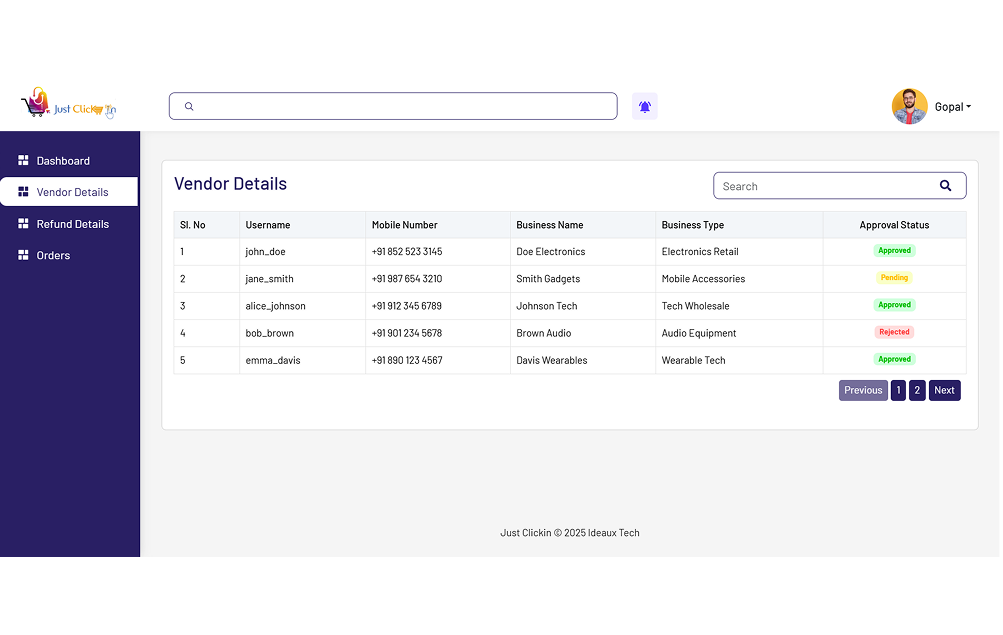 Just Clickin
Gopal
Dashboard
Vendor Details
Refund Details
Orders
Vendor Details
Search
Sl. No Username Mobile Number Business Name Business Type Approval Status
1 john_doe +91 852 523 3145 Doe Electronics Electronics Retail Approved
2 jane_smith +91 987 654 3210 Smith Gadgets Mobile Accessories Pending
3 alice_johnson +91 912 345 6789 Johnson Tech Tech Wholesale Approved
4 bob_brown +91 901 234 5678 Brown Audio Audio Equipment Rejected
5 emma_davis +91 890 123 4567 Davis Wearables Wearable Tech Approved
Previous 1 2 Next
Just Clickin © 2025 Ideaux Tech